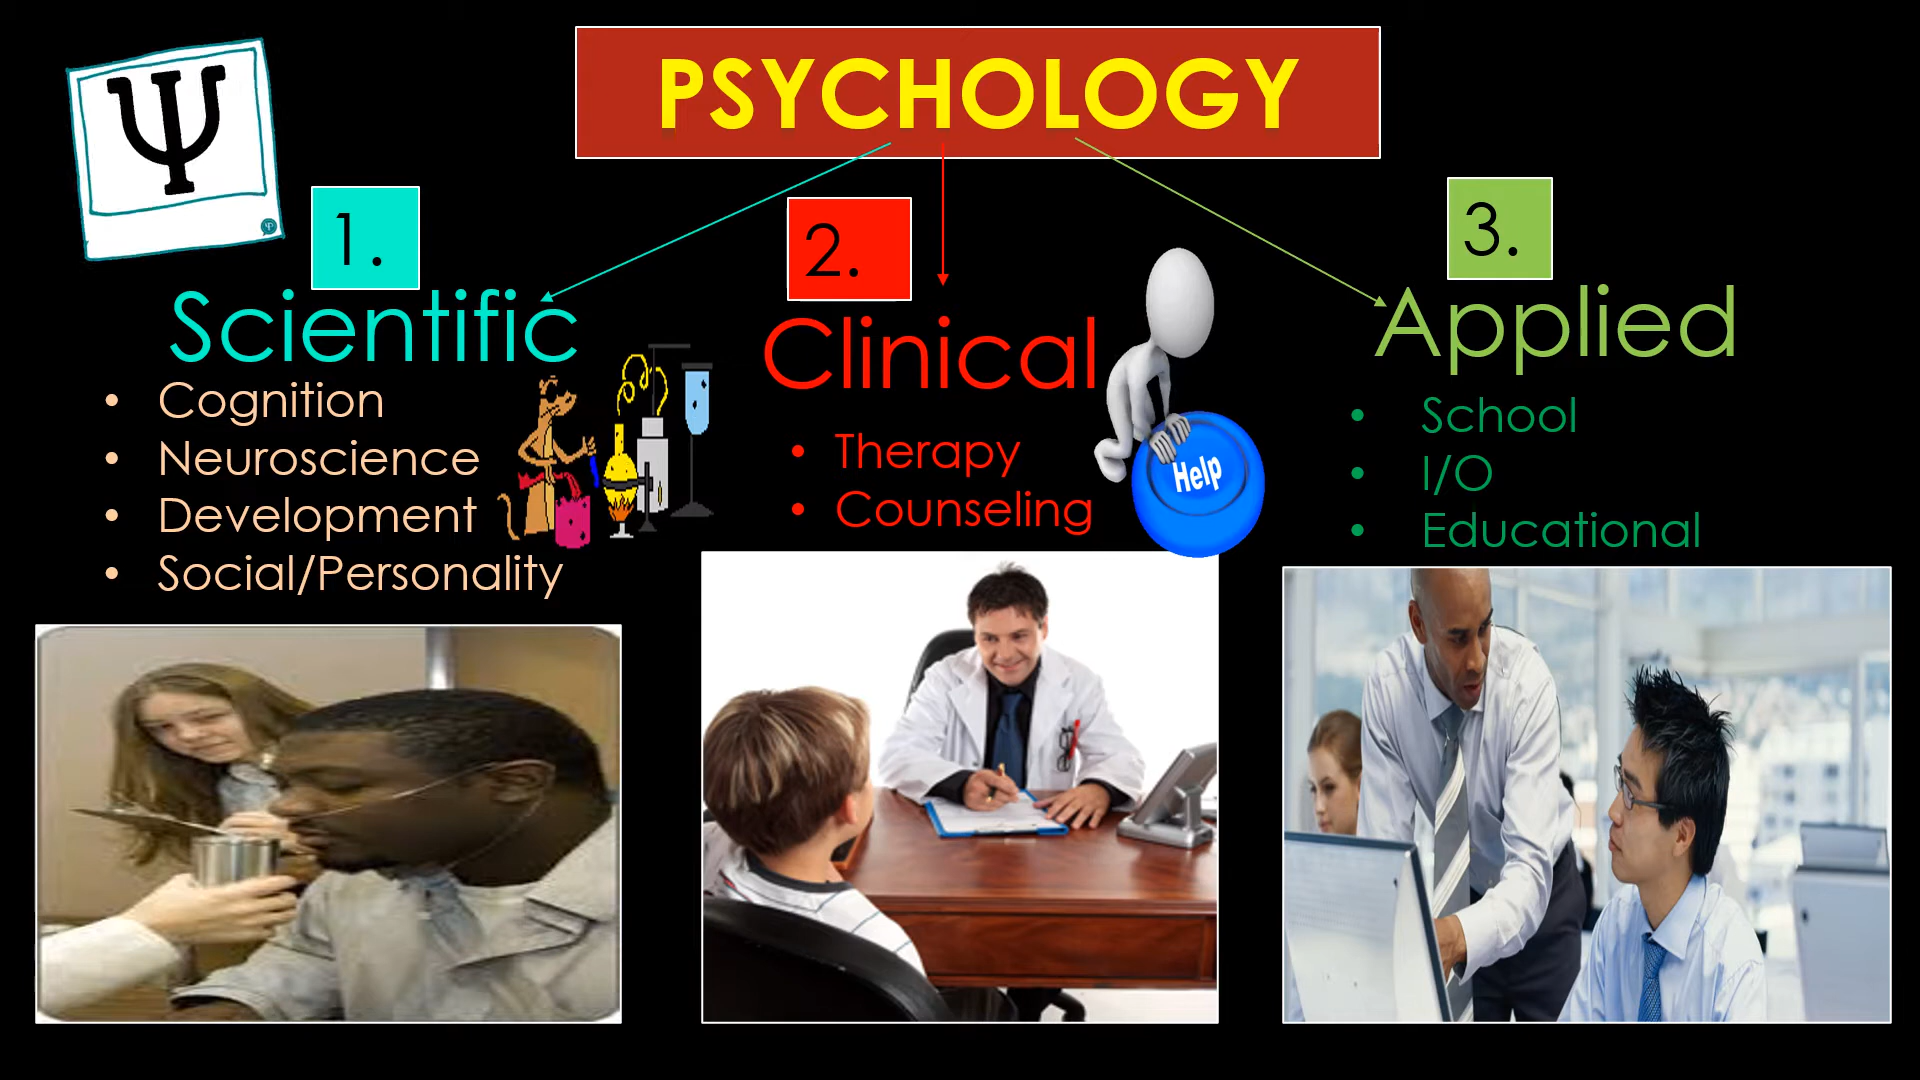 Ψ
PSYCHOLOGY
1.
Scientific
• Cognition
• Neuroscience
• Development
• Social/Personality
2.
Clinical
• Therapy
• Counseling
Help
3.
Applied
• School
• I/O
• Educational